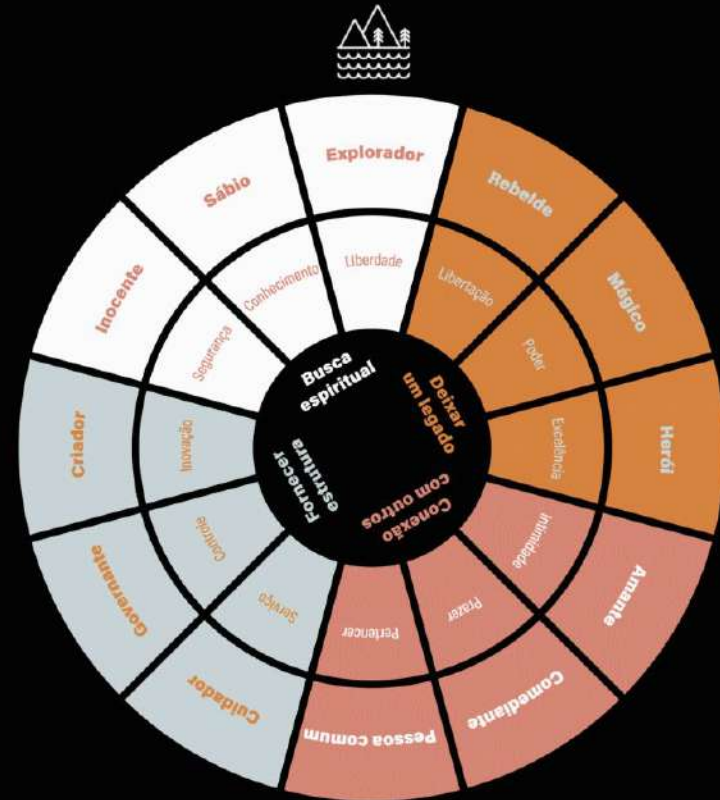 Explorador
Rebelde
Mágico
Herói
Amante
Comediante
Pessoa comum
Cuidador
Governante
Criador
Inocente
Sábio
Liberdade
Libertação
Poder
Excelência
Intimidade
Prazer
Pertencer
Serviço
Controle
Inovação
Segurança
Conhecimento
Busca
espiritual
Deixar
um legado
Conexão
com outros
Fornecer
estrutura